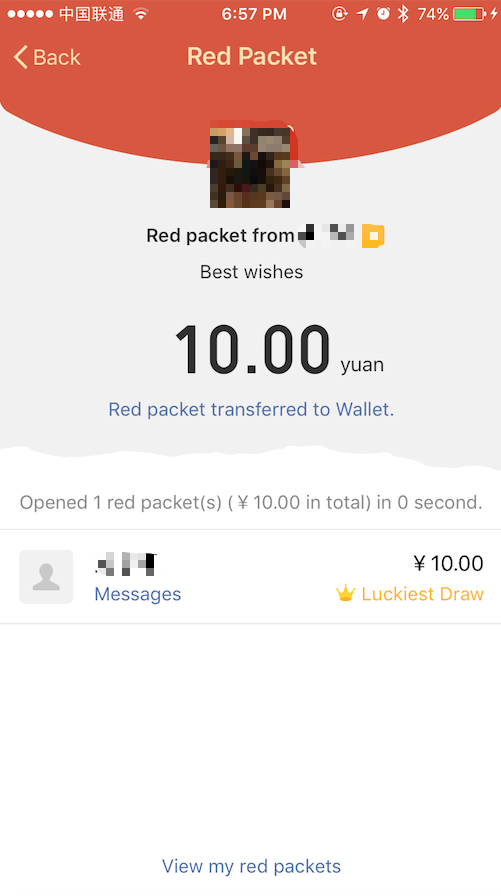 中国联通 6:57 PM 74%
Back Red Packet
Red packet from
Best wishes
10.00 yuan
Red packet transferred to Wallet.
Opened 1 red packet(s) (¥10.00 in total) in 0 second.
¥10.00
Messages Luckiest Draw
View my red packets